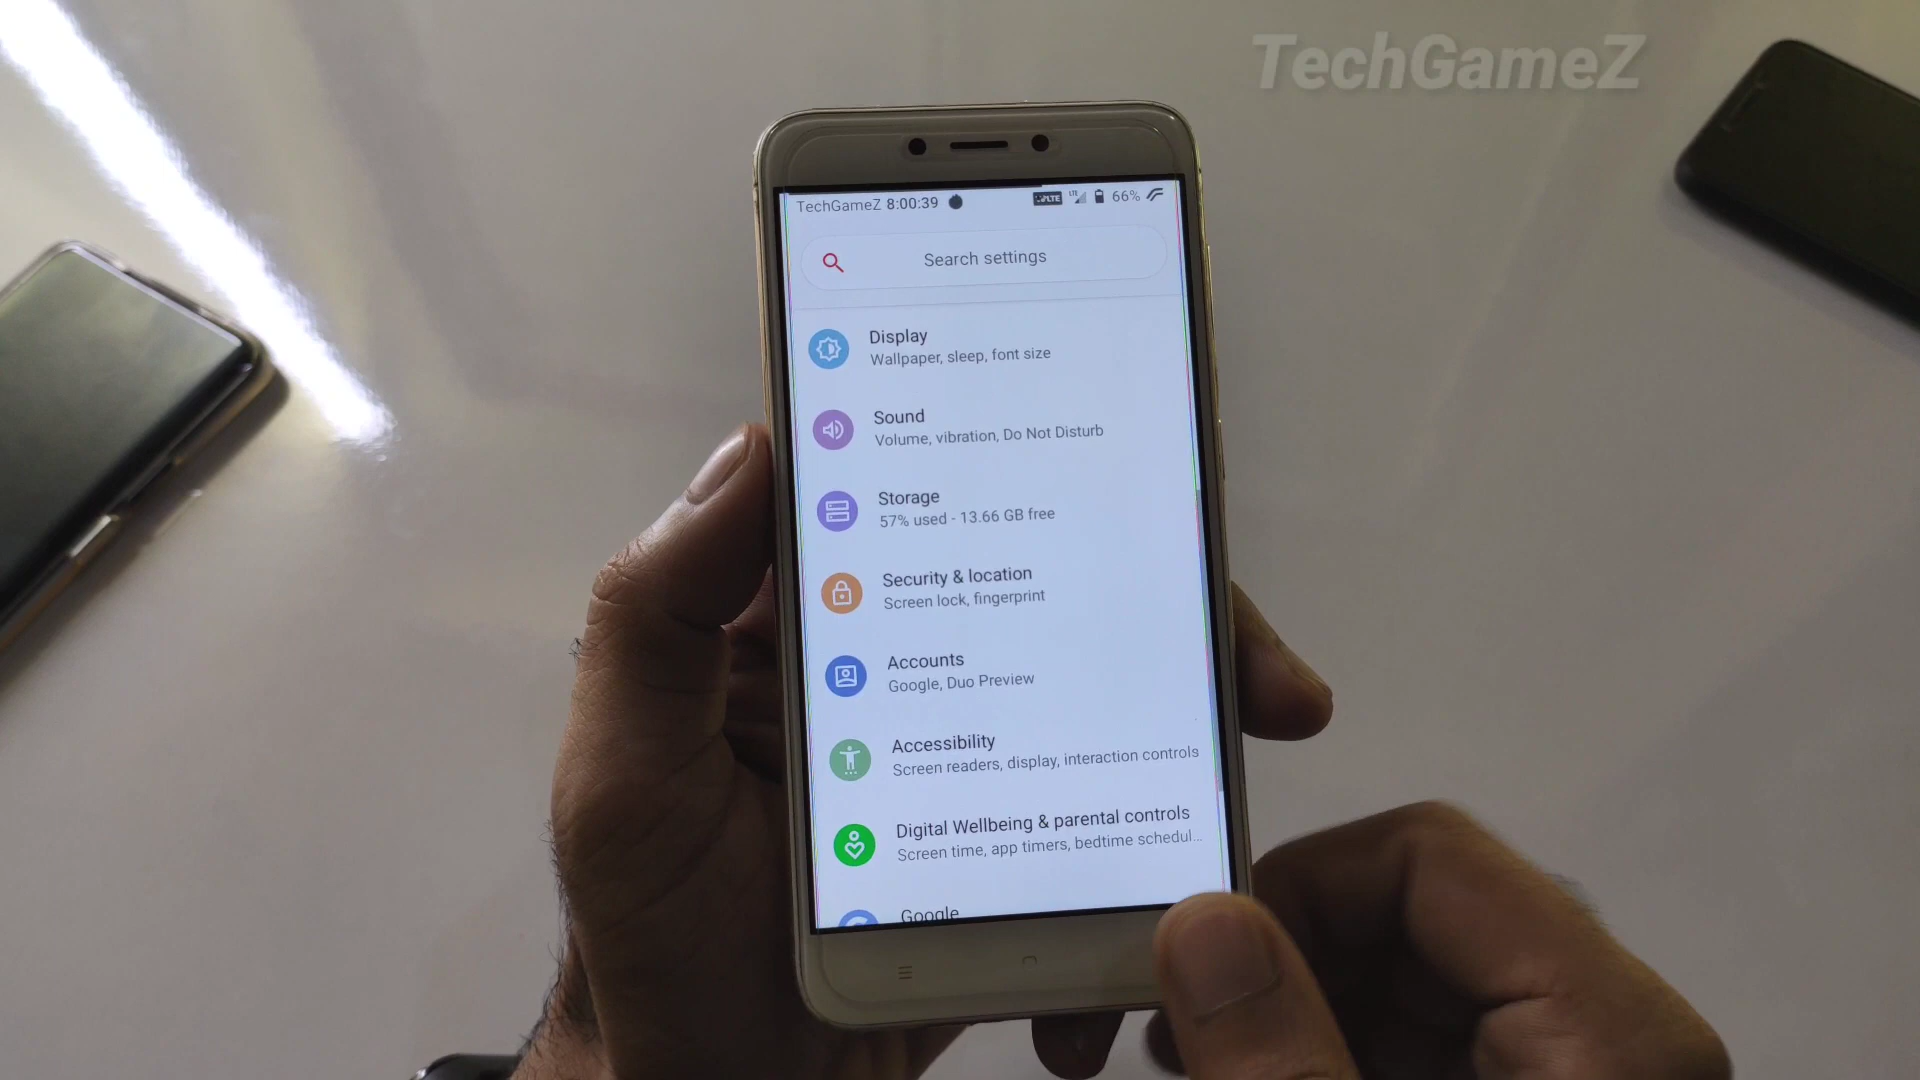 TechGameZ
TechGameZ 8:00:39 VoLTE LTE 66%
Search settings
Display
Wallpaper, sleep, font size
Sound
Volume, vibration, Do Not Disturb
Storage
57% used - 13.66 GB free
Security & location
Screen lock, fingerprint
Accounts
Google, Duo Preview
Accessibility
Screen readers, display, interaction controls
Digital Wellbeing & parental controls
Screen time, app timers, bedtime schedul...
Google